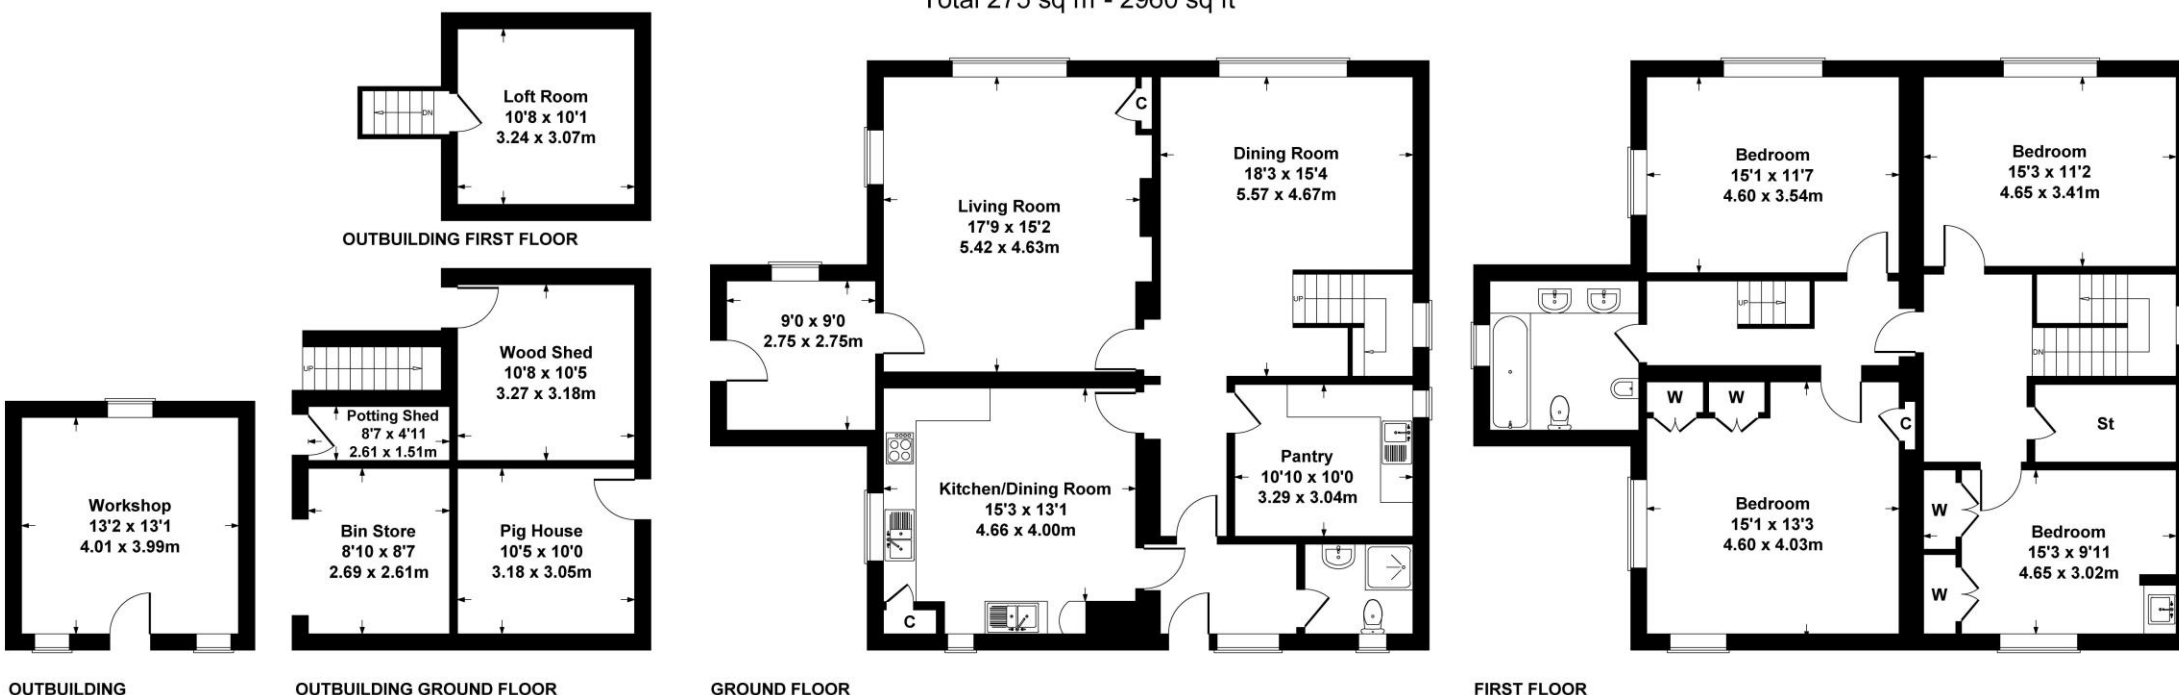 Total 275 sq m - 2960 sq ft
Loft Room
10'8 x 10'1
3.24 x 3.07m
DN
OUTBUILDING FIRST FLOOR
Wood Shed
10'8 x 10'5
3.27 x 3.18m
UP
Potting Shed
8'7 x 4'11
2.61 x 1.51m
Workshop
13'2 x 13'1
4.01 x 3.99m
Bin Store
8'10 x 8'7
2.69 x 2.61m
Pig House
10'5 x 10'0
3.18 x 3.05m
OUTBUILDING
OUTBUILDING GROUND FLOOR
C
Living Room
17'9 x 15'2
5.42 x 4.63m
Dining Room
18'3 x 15'4
5.57 x 4.67m
UP
9'0 x 9'0
2.75 x 2.75m
Kitchen/Dining Room
15'3 x 13'1
4.66 x 4.00m
Pantry
10'10 x 10'0
3.29 x 3.04m
C
GROUND FLOOR
Bedroom
15'1 x 11'7
4.60 x 3.54m
Bedroom
15'3 x 11'2
4.65 x 3.41m
UP
DN
W
W
C
St
Bedroom
15'1 x 13'3
4.60 x 4.03m
W
W
Bedroom
15'3 x 9'11
4.65 x 3.02m
FIRST FLOOR